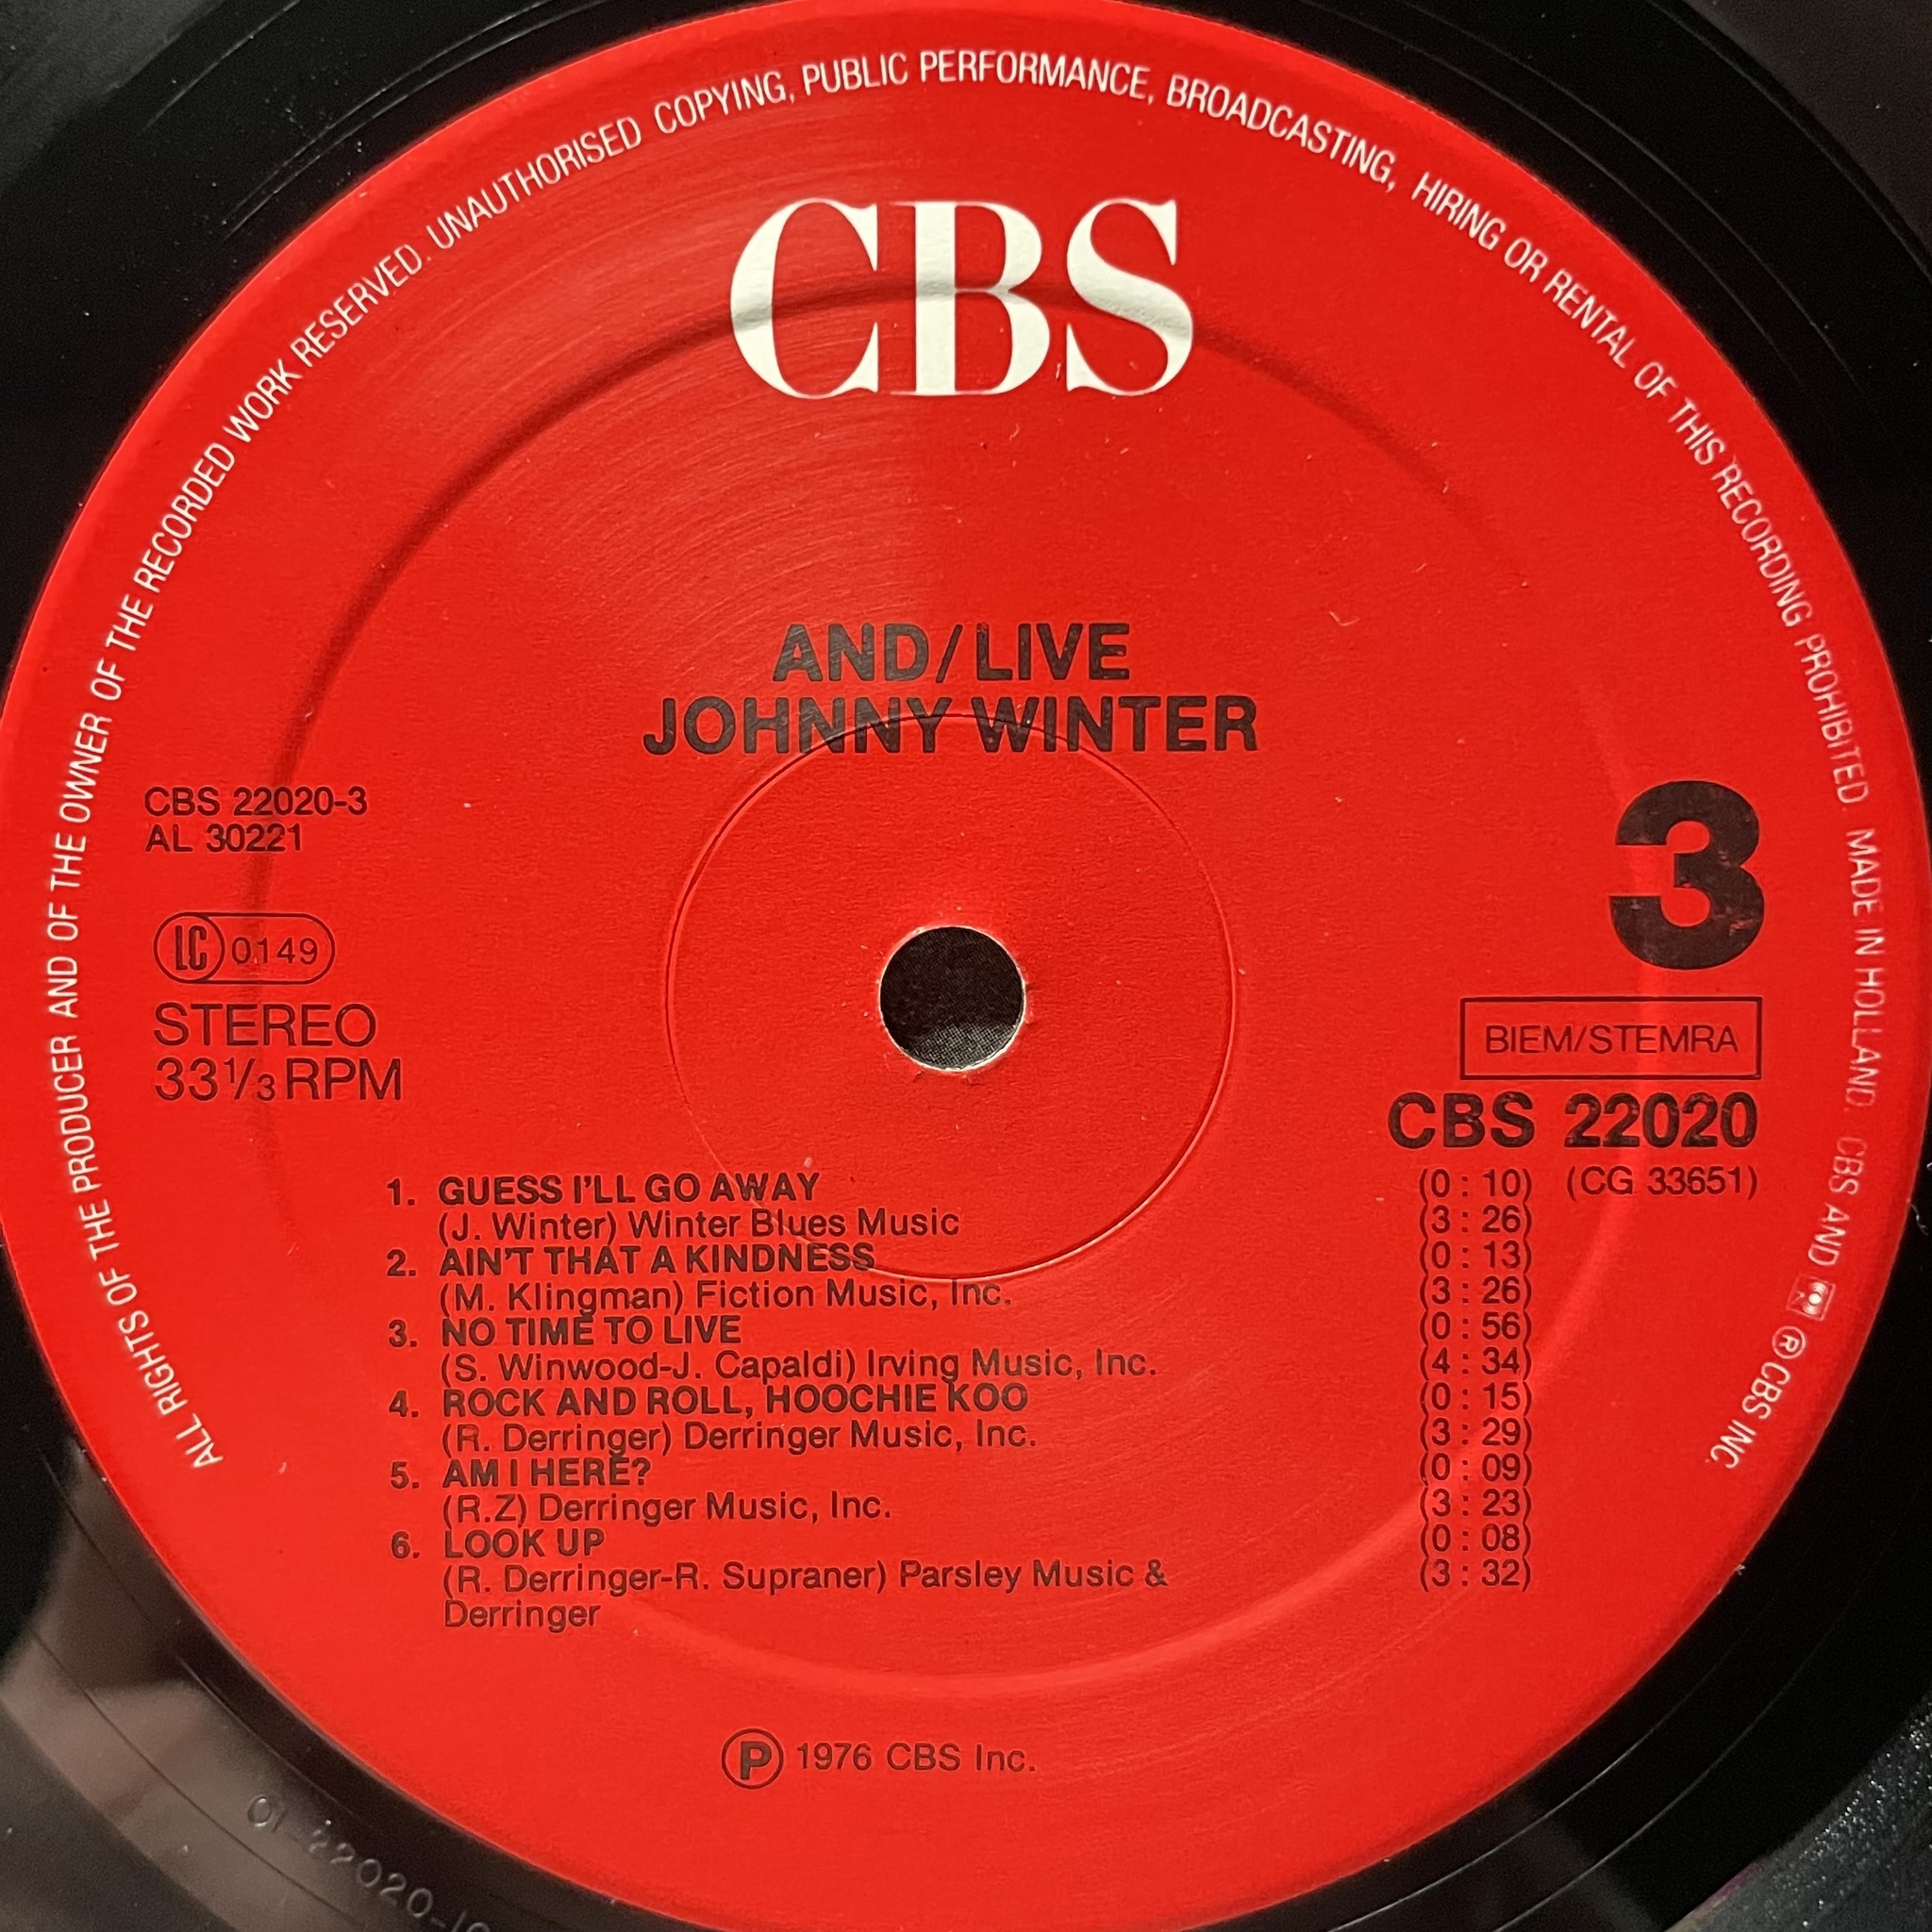 ALL RIGHTS OF THE PRODUCER AND OF THE OWNER OF THE RECORDED WORK RESERVED. UNAUTHORISED COPYING, PUBLIC PERFORMANCE, BROADCASTING, HIRING OR RENTAL OF THIS RECORDING PROHIBITED. MADE IN HOLLAND. CBS AND ® CBS INC
CBS
AND/LIVE
JOHNNY WINTER
CBS 22020-3
AL 30221
3
LC 0149
STEREO
33 1/3 RPM
BIEM/STEMRA
CBS 22020
(CG 33651)
1. GUESS I'LL GO AWAY (0 : 10)
(J. Winter) Winter Blues Music (3 : 26)
2. AIN'T THAT A KINDNESS (0 : 13)
(M. Klingman) Fiction Music, Inc. (3 : 26)
3. NO TIME TO LIVE (0 : 56)
(S. Winwood-J. Capaldi) Irving Music, Inc. (4 : 34)
4. ROCK AND ROLL, HOOCHIE KOO (0 : 15)
(R. Derringer) Derringer Music, Inc. (3 : 29)
5. AM I HERE? (0 : 09)
(R.Z) Derringer Music, Inc. (3 : 23)
6. LOOK UP (0 : 08)
(R. Derringer-R. Supraner) Parsley Music & (3 : 32)
Derringer
Ⓟ 1976 CBS Inc.